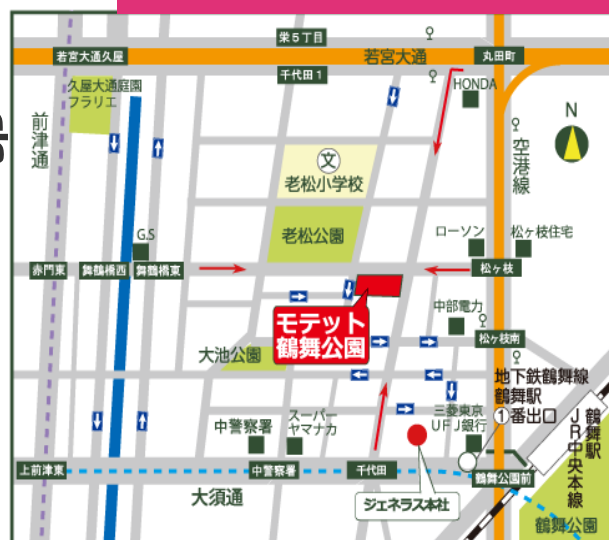 栄5丁目
若宮大通久屋
若宮大通
丸田町
千代田1
久屋大通庭園
フラリエ
HONDA
前津通
N
文
老松小学校
空港線
老松公園
G.S
ローソン
松ヶ枝住宅
赤門東
舞鶴橋西
舞鶴橋東
松ヶ枝
モテット
鶴舞公園
中部電力
松ヶ枝南
大池公園
地下鉄鶴舞線
鶴舞駅
①番出口
鶴舞駅
JR中央本線
中警察署
スーパー
ヤマナカ
三菱東京
UFJ銀行
上前津東
中警察署
千代田
鶴舞公園前
大須通
ジェネラス本社
鶴舞公園